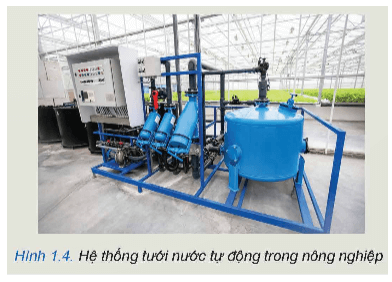 Hình 1.4. Hệ thống tưới nước tự động trong nông nghiệp